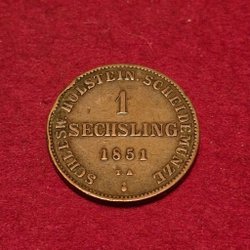 SCHLESW. HOLSTEIN. SCHEIDEMÜNZE
1
SECHSLING
1851
T A